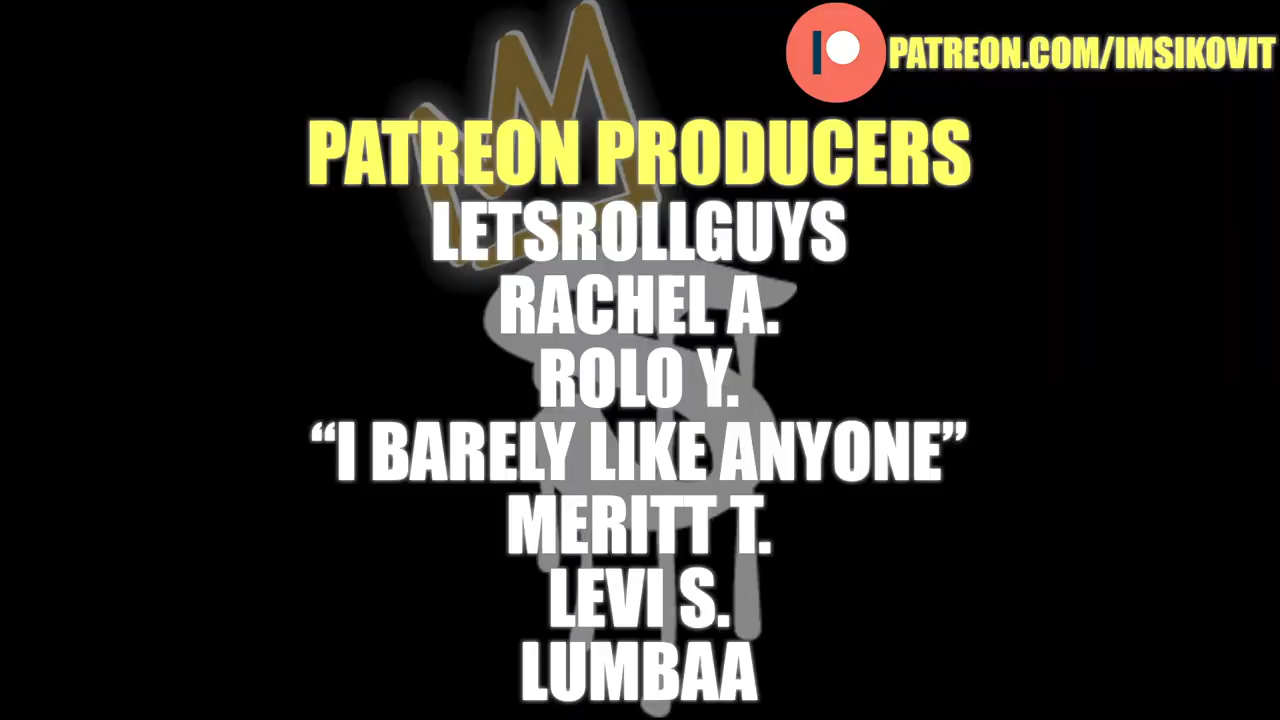 PATREON.COM/IMSIKOVIT
PATREON PRODUCERS
LETSROLLGUYS
RACHEL A.
ROLO Y.
“I BARELY LIKE ANYONE”
MERITT T.
LEVI S.
LUMBAA